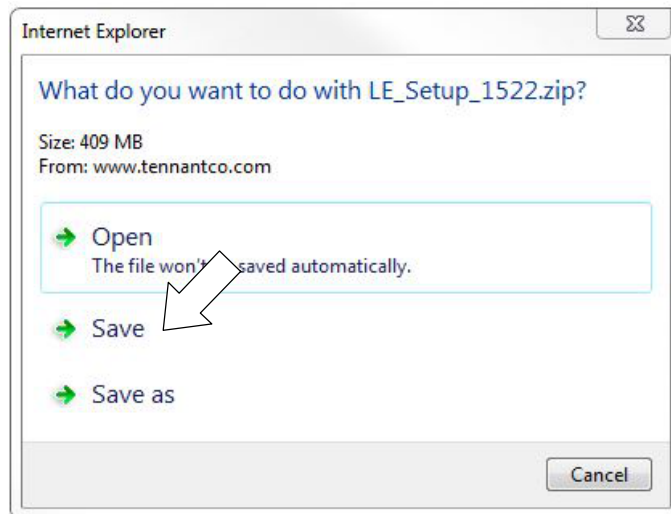 Internet Explorer
What do you want to do with LE_Setup_1522.zip?
Size: 409 MB
From: www.tennantco.com
Open
The file won't saved automatically.
Save
Save as
Cancel